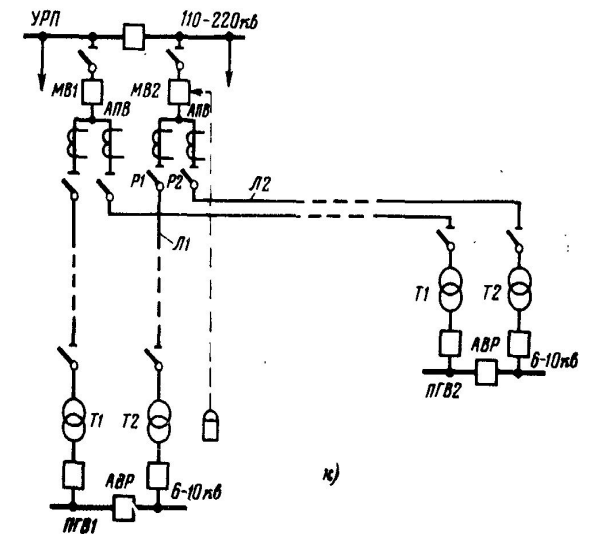 УРП 110-220кв
МВ1 МВ2
АПВ АПВ
Р1 Р2 Л2
Л1
Т1 Т2
АВР
6-10кв
ПГВ2
Т1 Т2
к)
АВР 6-10кв
ПГВ1